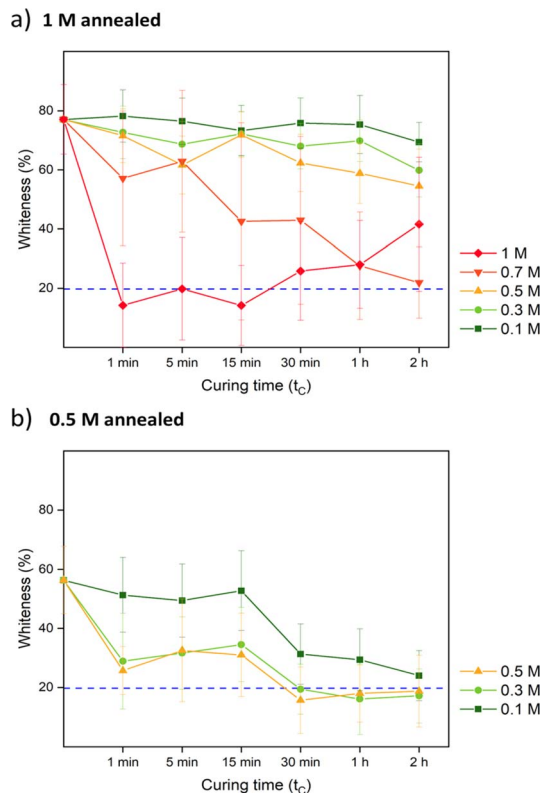 a) 1 M annealed
80
60
40
20
Whiteness (%)
1 min 5 min 15 min 30 min 1 h 2 h
Curing time (tC)
1 M
0.7 M
0.5 M
0.3 M
0.1 M
b) 0.5 M annealed
80
60
40
20
Whiteness (%)
1 min 5 min 15 min 30 min 1 h 2 h
Curing time (tC)
0.5 M
0.3 M
0.1 M